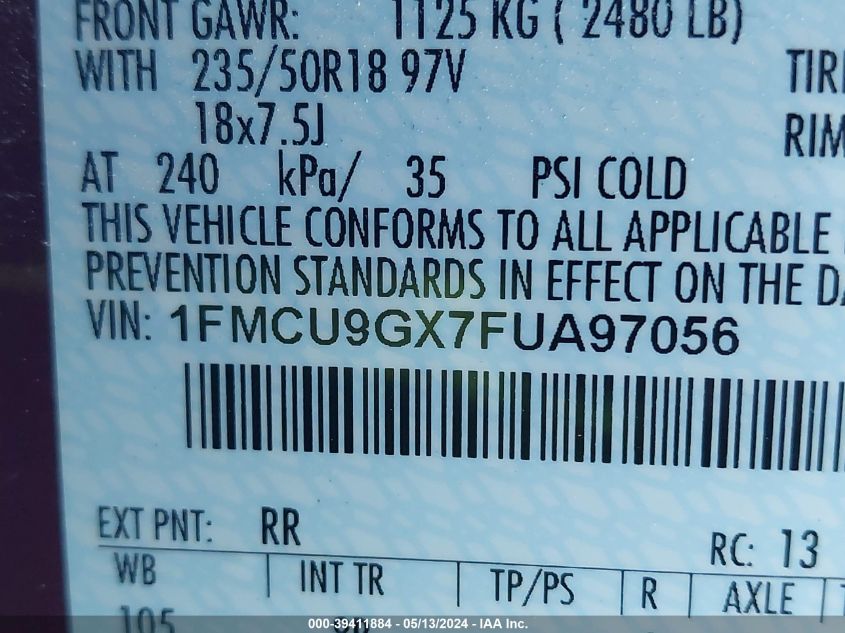 FRONT GAWR: 1125 KG ( 2480 LB)
WITH 235/50R18 97V
18x7.5J RIM
AT 240 kPa/ 35 PSI COLD
THIS VEHICLE CONFORMS TO ALL APPLICABLE
PREVENTION STANDARDS IN EFFECT ON THE
VIN: 1FMCU9GX7FUA97056
EXT PNT: RR RC: 13
WB INT TR TP/PS R AXLE
105
000-39411884 - 05/13/2024 - IAA Inc.